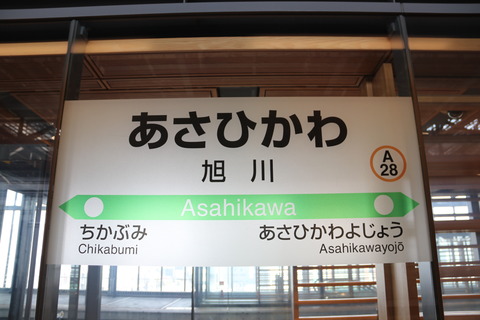 あさひかわ
旭川
A
28
Asahikawa
ちかぶみ
Chikabumi
あさひかわよじょう
Asahikawayojō